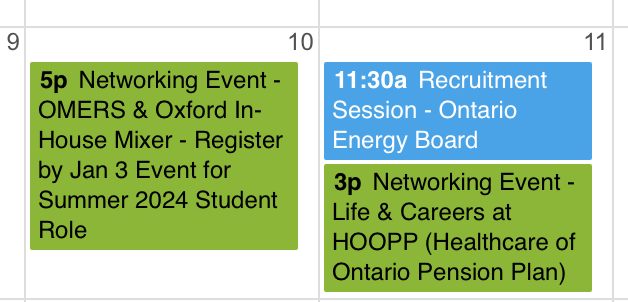 9
10
11
5p Networking Event -
OMERS & Oxford In-
House Mixer - Register
by Jan 3 Event for
Summer 2024 Student
Role
11:30a Recruitment
Session - Ontario
Energy Board
3p Networking Event -
Life & Careers at
HOOPP (Healthcare of
Ontario Pension Plan)